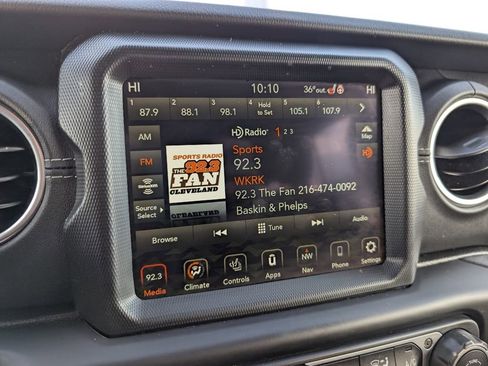 HI 10:10 36°out. HI
1 2 3 4 5 6
87.9 88.1 98.1 Hold to Set 105.1 107.9
AM
FM
SiriusXM
Source Select
SPORTS RADIO
THE 92.3
FAN
CLEVELAND
HD Radio 1 2 3
Sports
92.3
WKRK
92.3 The Fan 216-474-0092
Baskin & Phelps
Map
HD
Browse Tune Audio
92.3 NW
Media Climate Controls Apps Nav Phone Settings